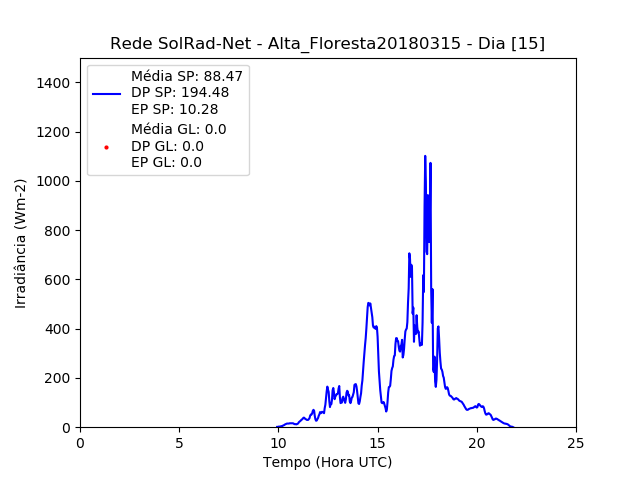 Rede SolRad-Net - Alta_Floresta20180315 - Dia [15]
Média SP: 88.47
DP SP: 194.48
EP SP: 10.28
Média GL: 0.0
DP GL: 0.0
EP GL: 0.0
1400
1200
1000
800
600
400
200
0
Irradiância (Wm-2)
0 5 10 15 20 25
Tempo (Hora UTC)